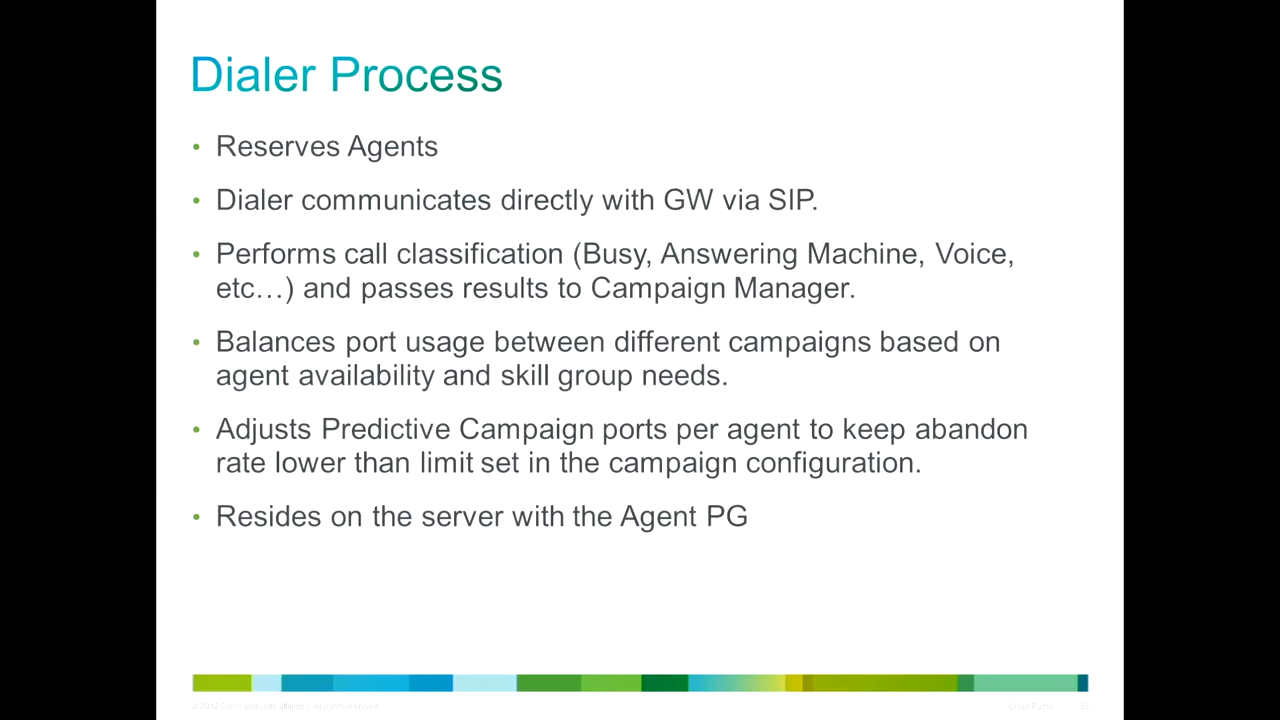 Dialer Process
• Reserves Agents
• Dialer communicates directly with GW via SIP.
• Performs call classification (Busy, Answering Machine, Voice,
etc…) and passes results to Campaign Manager.
• Balances port usage between different campaigns based on
agent availability and skill group needs.
• Adjusts Predictive Campaign ports per agent to keep abandon
rate lower than limit set in the campaign configuration.
• Resides on the server with the Agent PG